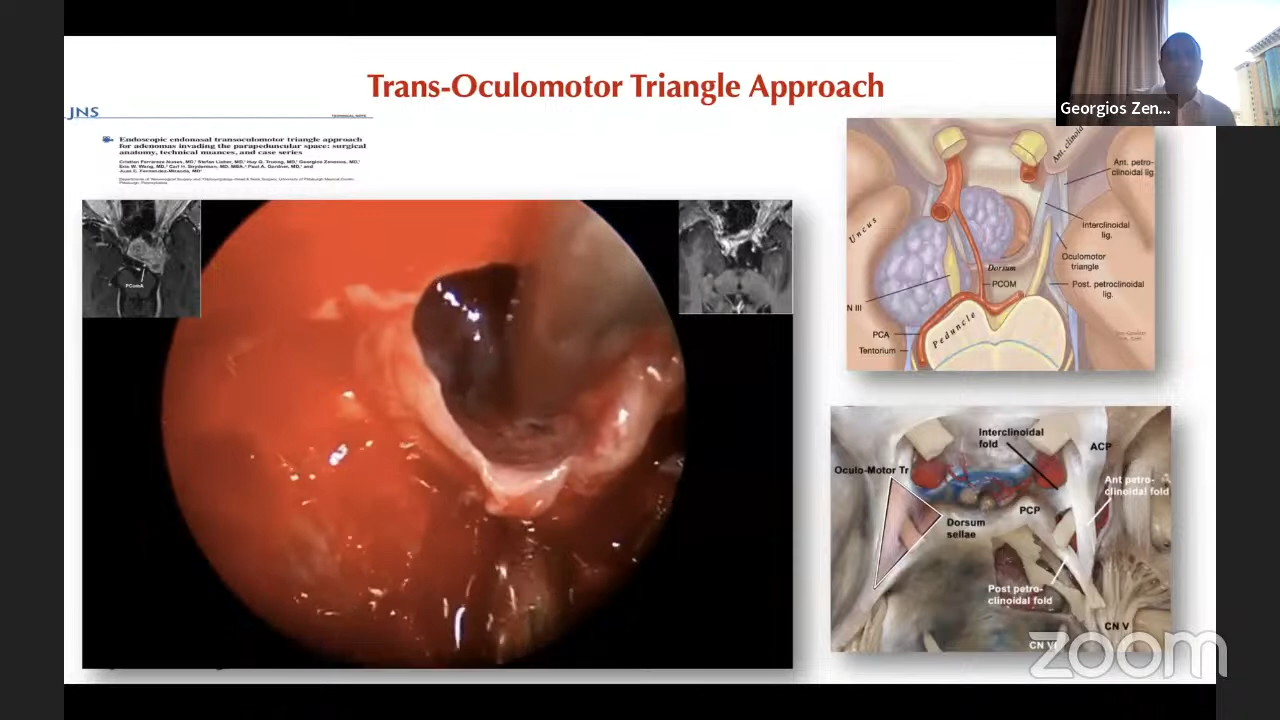 Trans-Oculomotor Triangle Approach
Georgios Zen...
JNS
TECHNICAL NOTE
Endoscopic endonasal transoculomotor triangle approach
for adenomas invading the parapeduncular space: surgical
anatomy, technical nuances, and case series
PComA
Ant. clinoid
Ant. petro-
clinoidal lig.
Uncus
Interclinoidal
lig.
Oculomotor
triangle
Dorsum
PCOM
Post. petroclinoidal
lig.
N III
Peduncle
PCA
Tentorium
Interclinoidal
fold
ACP
Oculo-Motor Tr
Ant petro-
clinoidal fold
PCP
Dorsum
sellae
Post petro-
clinoidal fold
CN V
CN VI
zoom